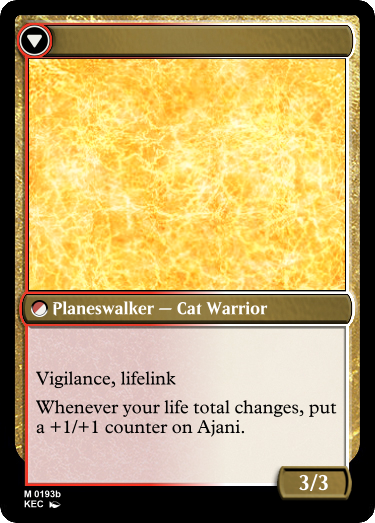 Planeswalker — Cat Warrior
Vigilance, lifelink
Whenever your life total changes, put
a +1/+1 counter on Ajani.
3/3
M 0193b
KEC